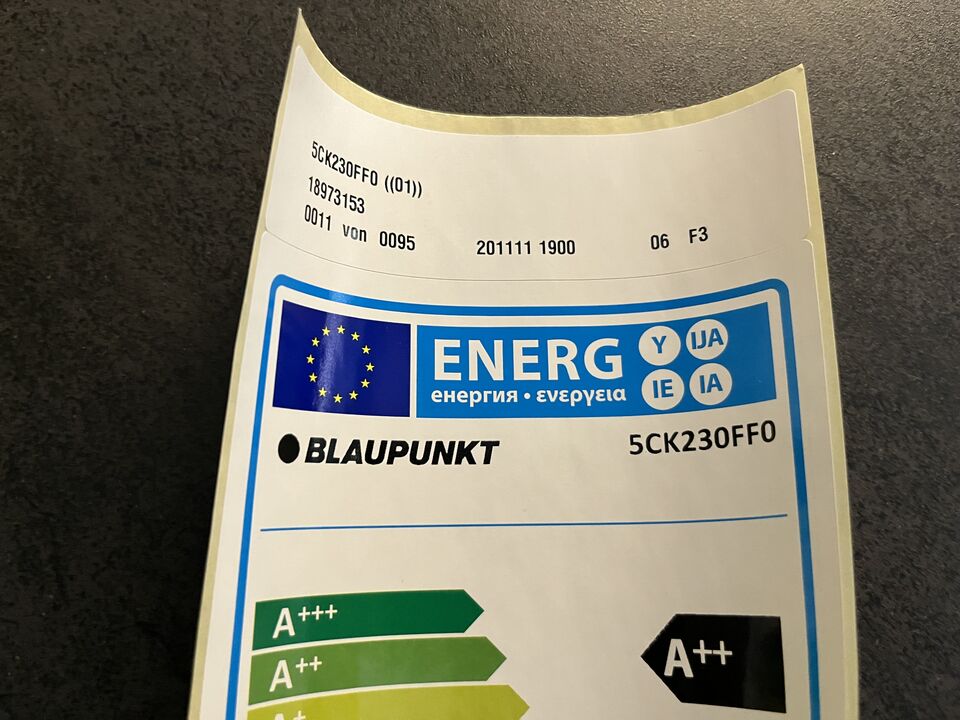 5CK230FF0 ((01))
18973153
0011 von 0095 201111 1900 06 F3
ENERG Y IJA
енергия · ενεργεια IE IA
BLAUPUNKT 5CK230FF0
A+++
A++ A++
A+